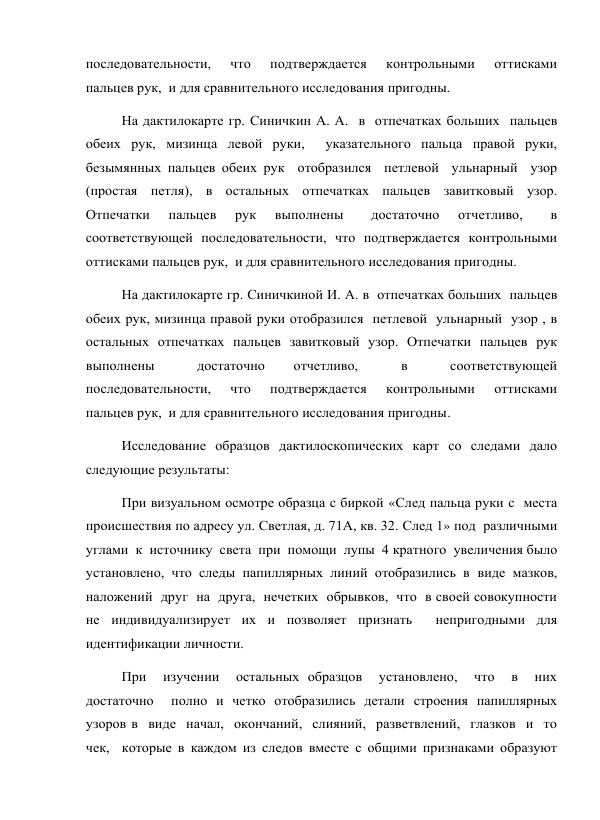 последовательности, что подтверждается контрольными оттисками
пальцев рук, и для сравнительного исследования пригодны.
На дактилокарте гр. Синичкин А. А. в отпечатках больших пальцев
обеих рук, мизинца левой руки, указательного пальца правой руки,
безымянных пальцев обеих рук отобразился петлевой ульнарный узор
(простая петля), в остальных отпечатках пальцев завитковый узор.
Отпечатки пальцев рук выполнены достаточно отчетливо, в
соответствующей последовательности, что подтверждается контрольными
оттисками пальцев рук, и для сравнительного исследования пригодны.
На дактилокарте гр. Синичкиной И. А. в отпечатках больших пальцев
обеих рук, мизинца правой руки отобразился петлевой ульнарный узор , в
остальных отпечатках пальцев завитковый узор. Отпечатки пальцев рук
выполнены достаточно отчетливо, в соответствующей
последовательности, что подтверждается контрольными оттисками
пальцев рук, и для сравнительного исследования пригодны.
Исследование образцов дактилоскопических карт со следами дало
следующие результаты:
При визуальном осмотре образца с биркой «След пальца руки с места
происшествия по адресу ул. Светлая, д. 71А, кв. 32. След 1» под различными
углами к источнику света при помощи лупы 4 кратного увеличения было
установлено, что следы папиллярных линий отобразились в виде мазков,
наложений друг на друга, нечетких обрывков, что в своей совокупности
не индивидуализирует их и позволяет признать непригодными для
идентификации личности.
При изучении остальных образцов установлено, что в них
достаточно полно и четко отобразились детали строения папиллярных
узоров в виде начал, окончаний, слияний, разветвлений, глазков и то
чек, которые в каждом из следов вместе с общими признаками образуют